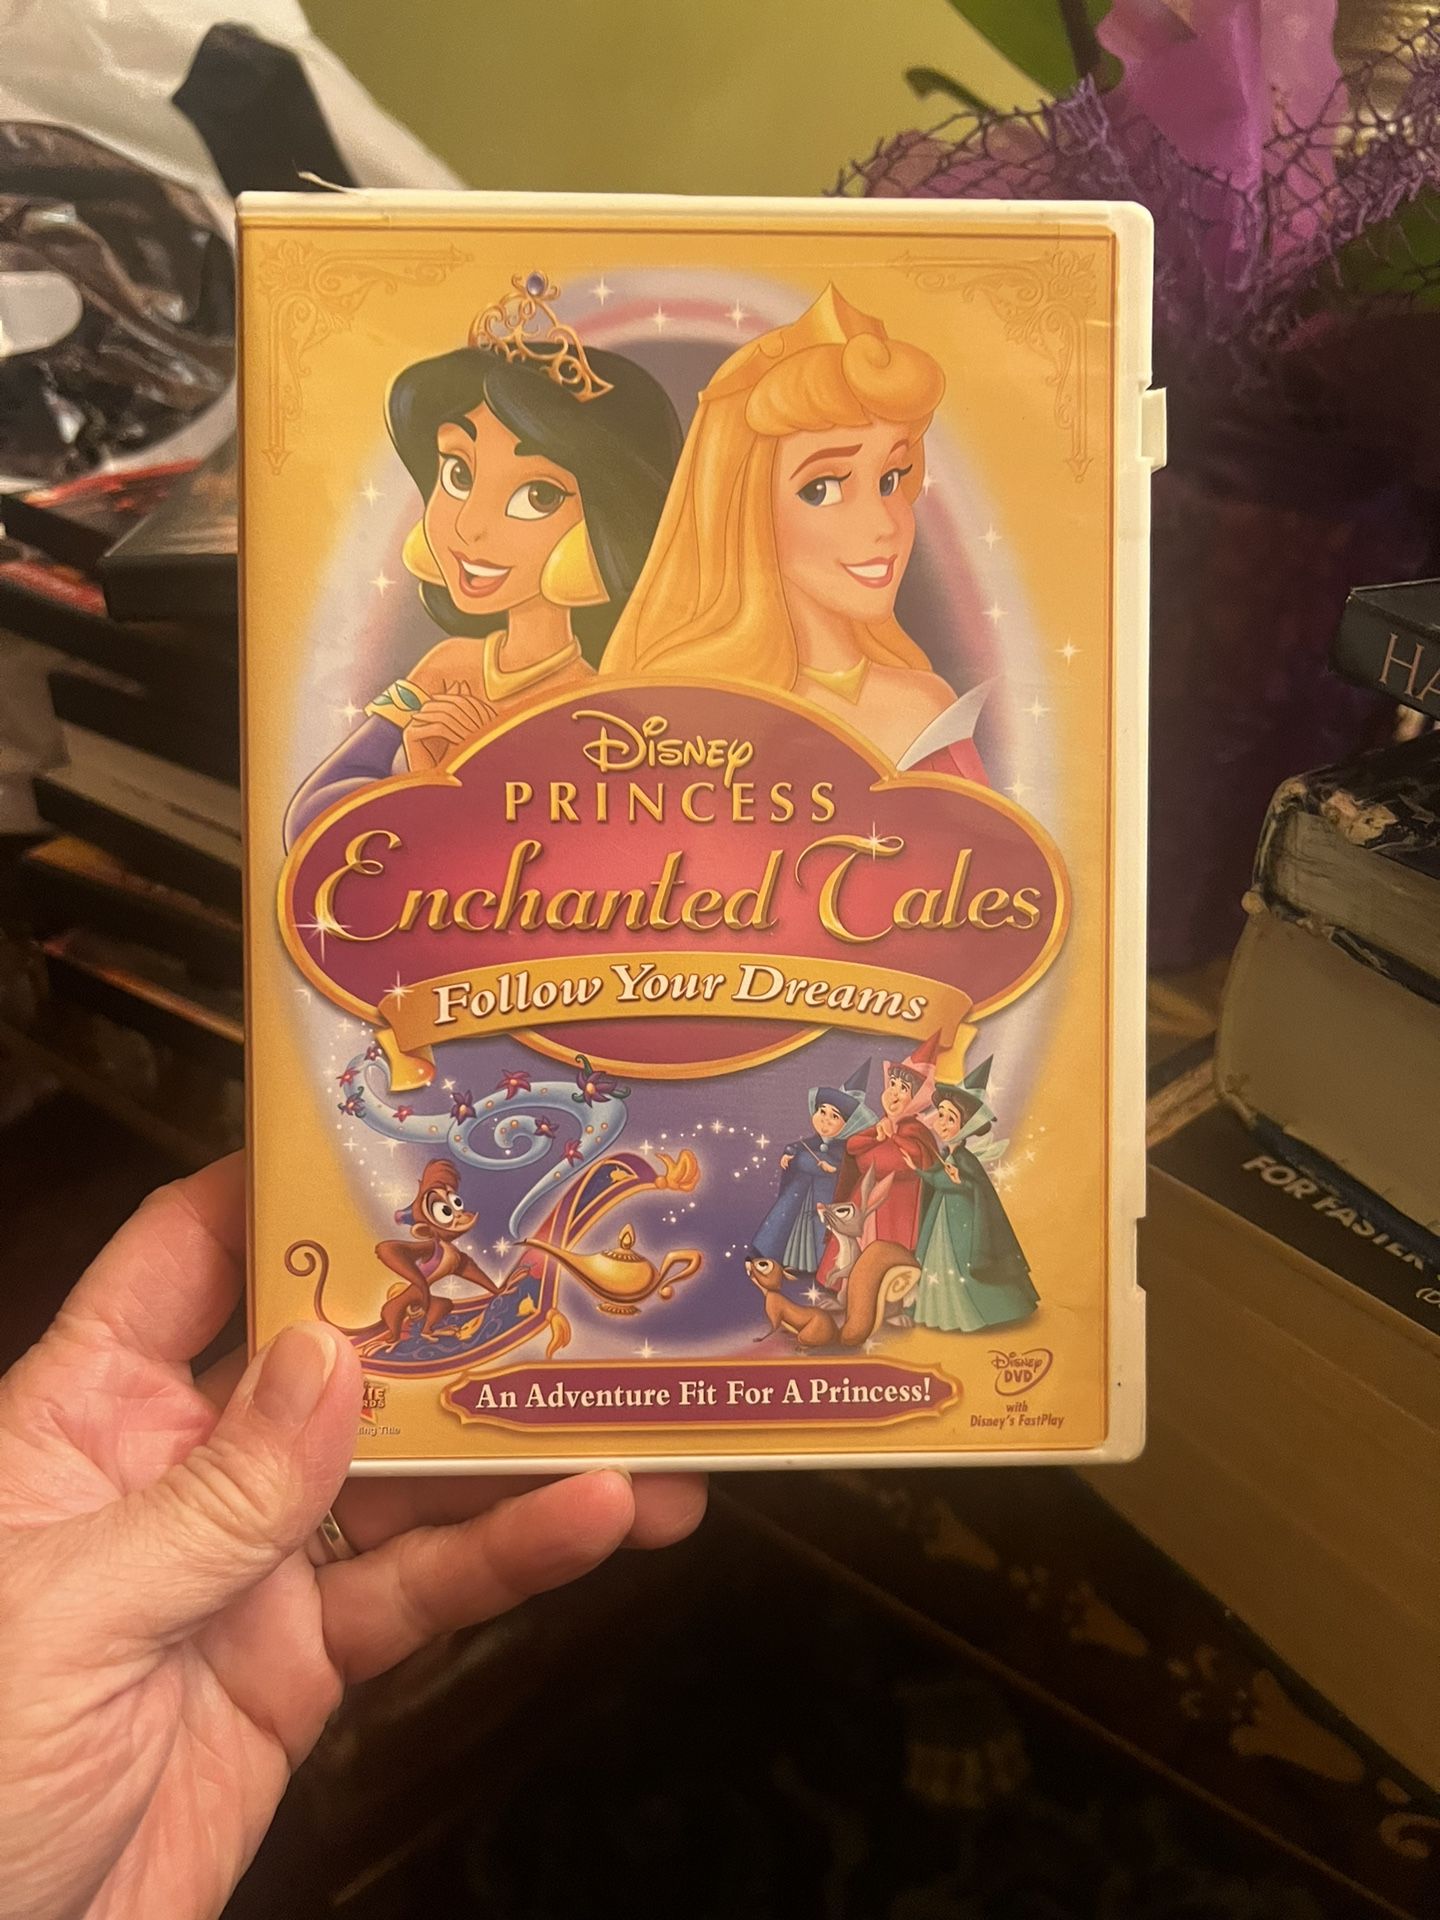 Disney
PRINCESS
Enchanted Tales
Follow Your Dreams
An Adventure Fit For A Princess!
Disney
DVD
with
Disney's FastPlay
HA
FOR FASTER